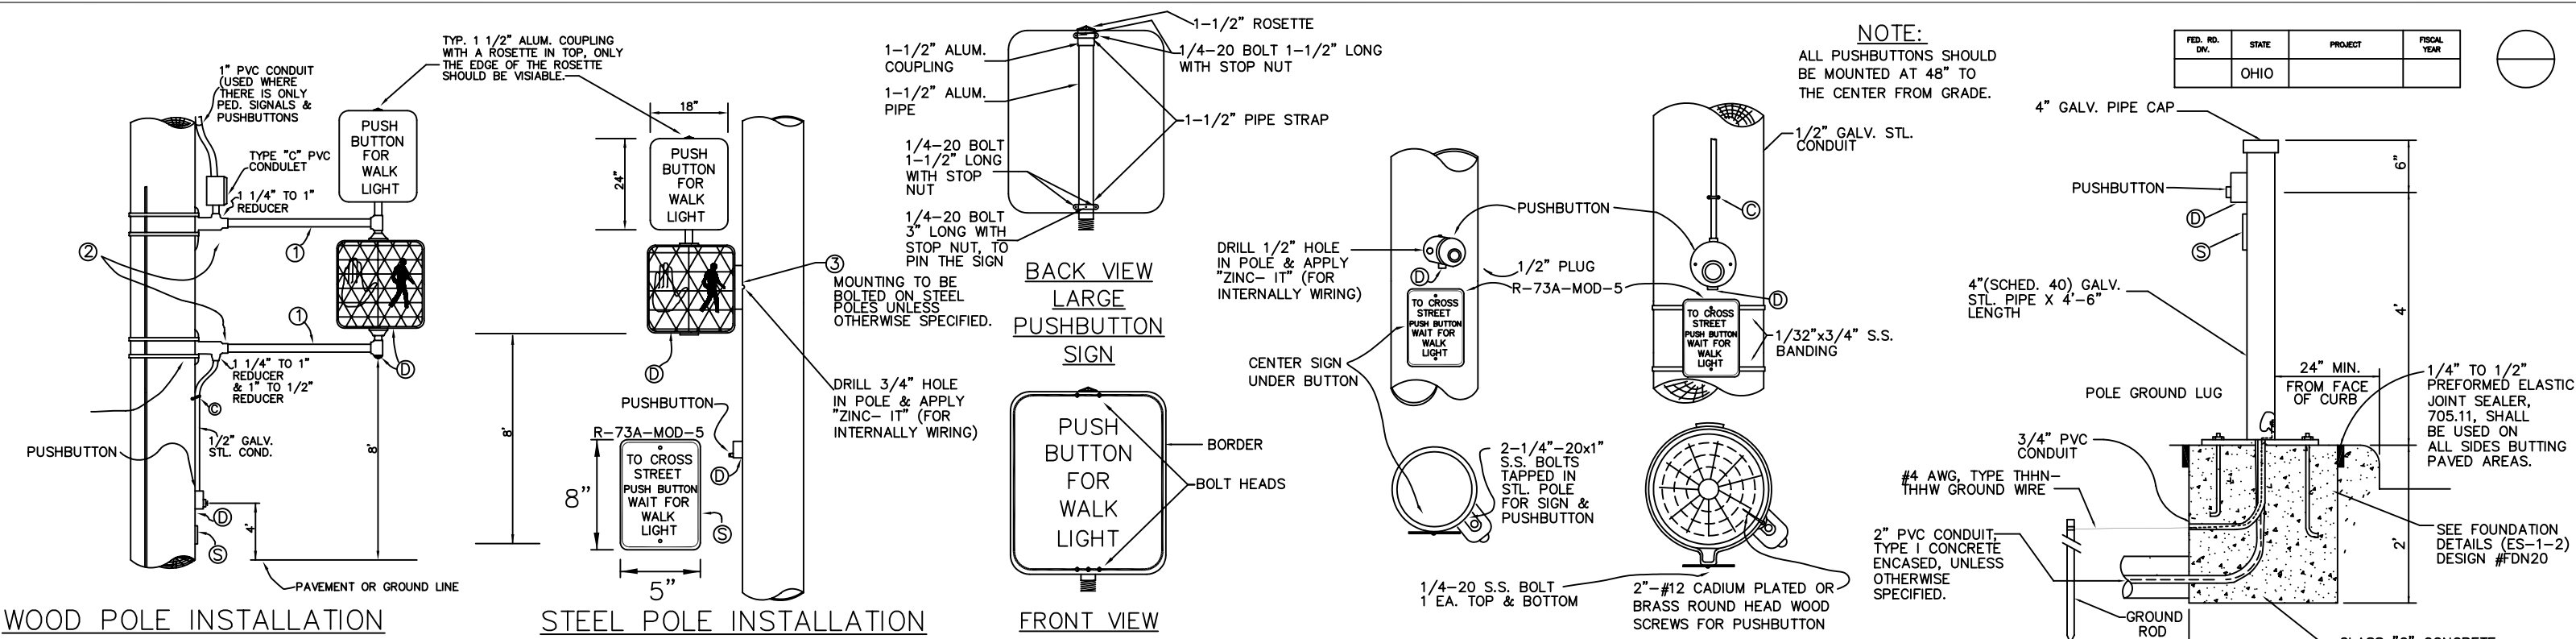 1" PVC CONDUIT
(USED WHERE
THERE IS ONLY
PED. SIGNALS &
PUSHBUTTONS
TYPE "C" PVC
CONDULET
1 1/4" TO 1"
REDUCER
TYP. 1 1/2" ALUM. COUPLING
WITH A ROSETTE IN TOP, ONLY
THE EDGE OF THE ROSETTE
SHOULD BE VISIABLE.
PUSH
BUTTON
FOR
WALK
LIGHT
2
1
1
D
1 1/4" TO 1"
REDUCER
& 1" TO 1/2"
REDUCER
C
1/2" GALV.
STL. COND.
PUSHBUTTON
D
S
4'
8'
PAVEMENT OR GROUND LINE
WOOD POLE INSTALLATION
18"
24"
PUSH
BUTTON
FOR
WALK
LIGHT
3
MOUNTING TO BE
BOLTED ON STEEL
POLES UNLESS
OTHERWISE SPECIFIED.
D
8'
DRILL 3/4" HOLE
IN POLE & APPLY
"ZINC- IT" (FOR
INTERNALLY WIRING)
PUSHBUTTON
D
R-73A-MOD-5
TO CROSS
STREET
PUSH BUTTON
WAIT FOR
WALK
LIGHT
S
8"
5"
STEEL POLE INSTALLATION
1-1/2" ROSETTE
1-1/2" ALUM.
COUPLING
1/4-20 BOLT 1-1/2" LONG
WITH STOP NUT
1-1/2" ALUM.
PIPE
1-1/2" PIPE STRAP
1/4-20 BOLT
1-1/2" LONG
WITH STOP
NUT
1/4-20 BOLT
3" LONG WITH
STOP NUT, TO
PIN THE SIGN
BACK VIEW
LARGE
PUSHBUTTON
SIGN
PUSH
BUTTON
FOR
WALK
LIGHT
BORDER
BOLT HEADS
FRONT VIEW
NOTE:
ALL PUSHBUTTONS SHOULD
BE MOUNTED AT 48" TO
THE CENTER FROM GRADE.
PUSHBUTTON
DRILL 1/2" HOLE
IN POLE & APPLY
"ZINC- IT" (FOR
INTERNALLY WIRING)
D
1/2" PLUG
R-73A-MOD-5
TO CROSS
STREET
PUSH BUTTON
WAIT FOR
WALK
LIGHT
CENTER SIGN
UNDER BUTTON
1/2" GALV. STL.
CONDUIT
C
D
TO CROSS
STREET
PUSH BUTTON
WAIT FOR
WALK
LIGHT
1/32"x3/4" S.S.
BANDING
2-1/4"-20x1"
S.S. BOLTS
TAPPED IN
STL. POLE
FOR SIGN &
PUSHBUTTON
1/4-20 S.S. BOLT
1 EA. TOP & BOTTOM
2"-#12 CADIUM PLATED OR
BRASS ROUND HEAD WOOD
SCREWS FOR PUSHBUTTON
FED. RD.
DIV.
STATE
PROJECT
FISCAL
YEAR
OHIO
4" GALV. PIPE CAP
6"
PUSHBUTTON
D
S
4"(SCHED. 40) GALV.
STL. PIPE X 4'-6"
LENGTH
4'
24" MIN.
FROM FACE
OF CURB
POLE GROUND LUG
1/4" TO 1/2"
PREFORMED ELASTIC
JOINT SEALER,
705.11, SHALL
BE USED ON
ALL SIDES BUTTING
PAVED AREAS.
3/4" PVC
CONDUIT
#4 AWG, TYPE THHN-
THHW GROUND WIRE
2" PVC CONDUIT,
TYPE I CONCRETE
ENCASED, UNLESS
OTHERWISE
SPECIFIED.
2'
SEE FOUNDATION
DETAILS (ES-1-2)
DESIGN #FDN20
GROUND
ROD